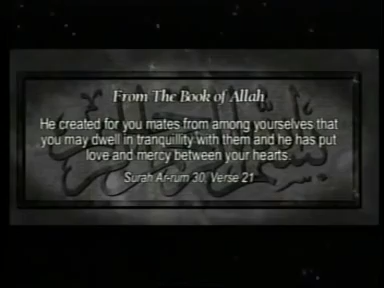 From The Book of Allah
He created for you mates from among yourselves that
you may dwell in tranquillity with them and he has put
love and mercy between your hearts.
Surah Ar-rum 30, Verse 21